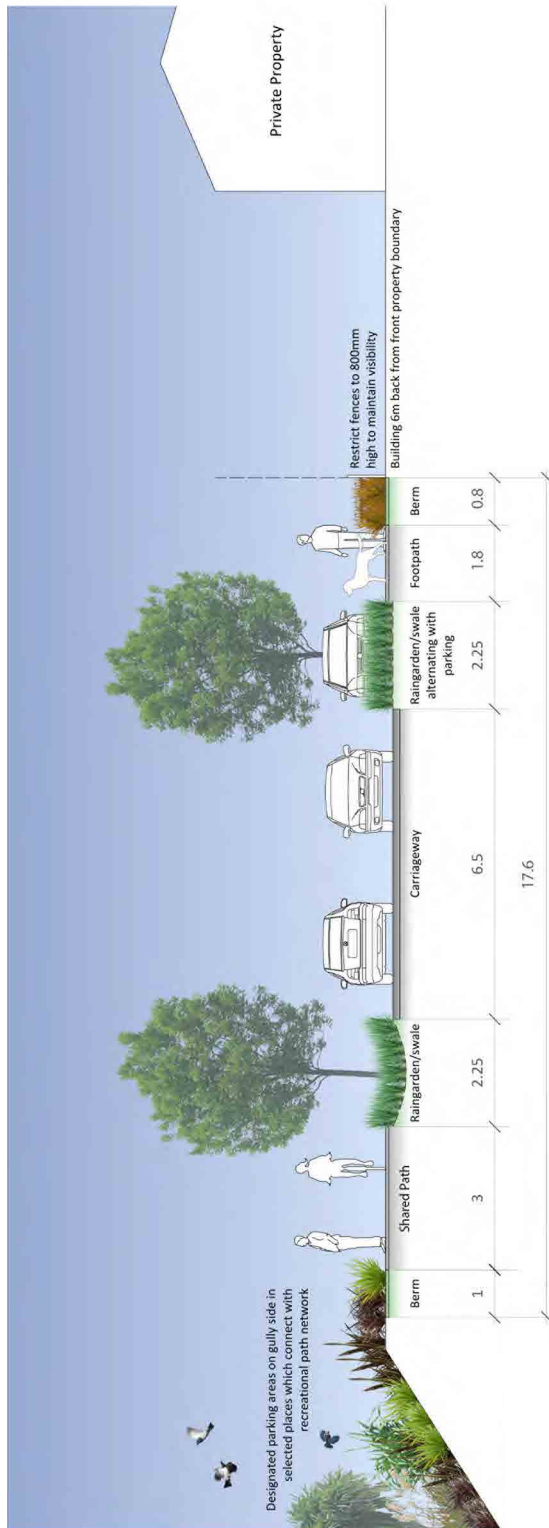 Designated parking areas on gully side in
selected places which connect with
recreational path network
Private Property
Restrict fences to 800mm
high to maintain visibility
Building 6m back from front property boundary
Berm
Shared Path
Raingarden/swale
Carriageway
Raingarden/swale
alternating with
parking
Footpath
Berm
1
3
2.25
6.5
2.25
1.8
0.8
17.6